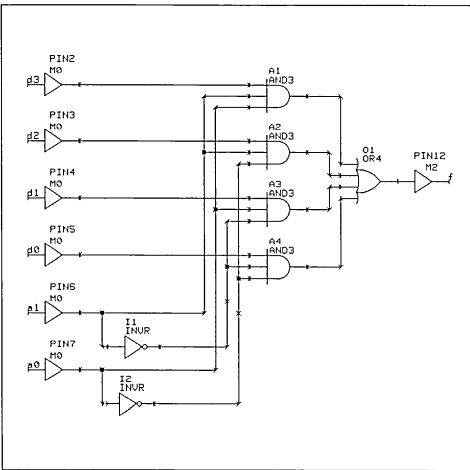 PIN2
M0
d3
A1
AND3
PIN3
M0
d2
A2
AND3
O1
OR4
PIN12
M2
f
PIN4
M0
d1
A3
AND3
PIN5
M0
d0
A4
AND3
PIN6
M0
a1
I1
INVR
PIN7
M0
a0
I2
INVR